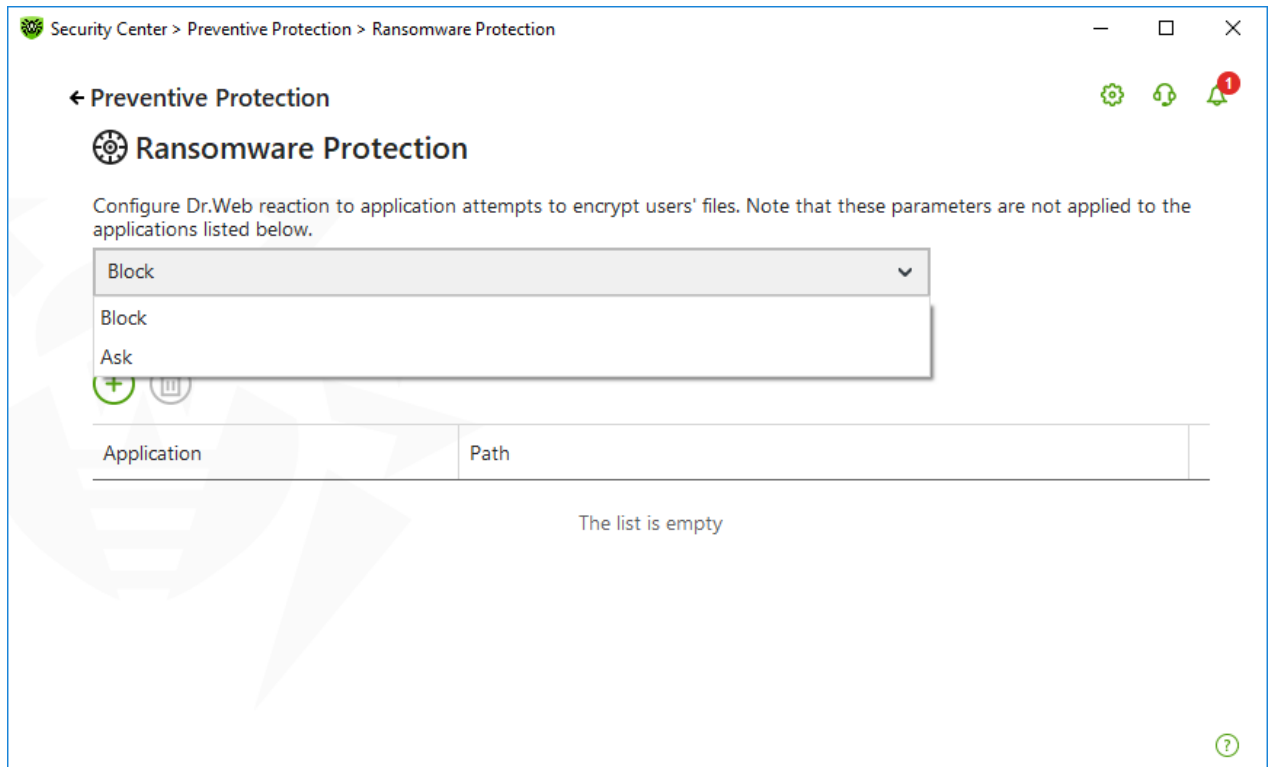 Security Center > Preventive Protection > Ransomware Protection
Preventive Protection
1
Ransomware Protection
Configure Dr.Web reaction to application attempts to encrypt users' files. Note that these parameters are not applied to the
applications listed below.
Block
Block
Ask
Application Path
The list is empty
?